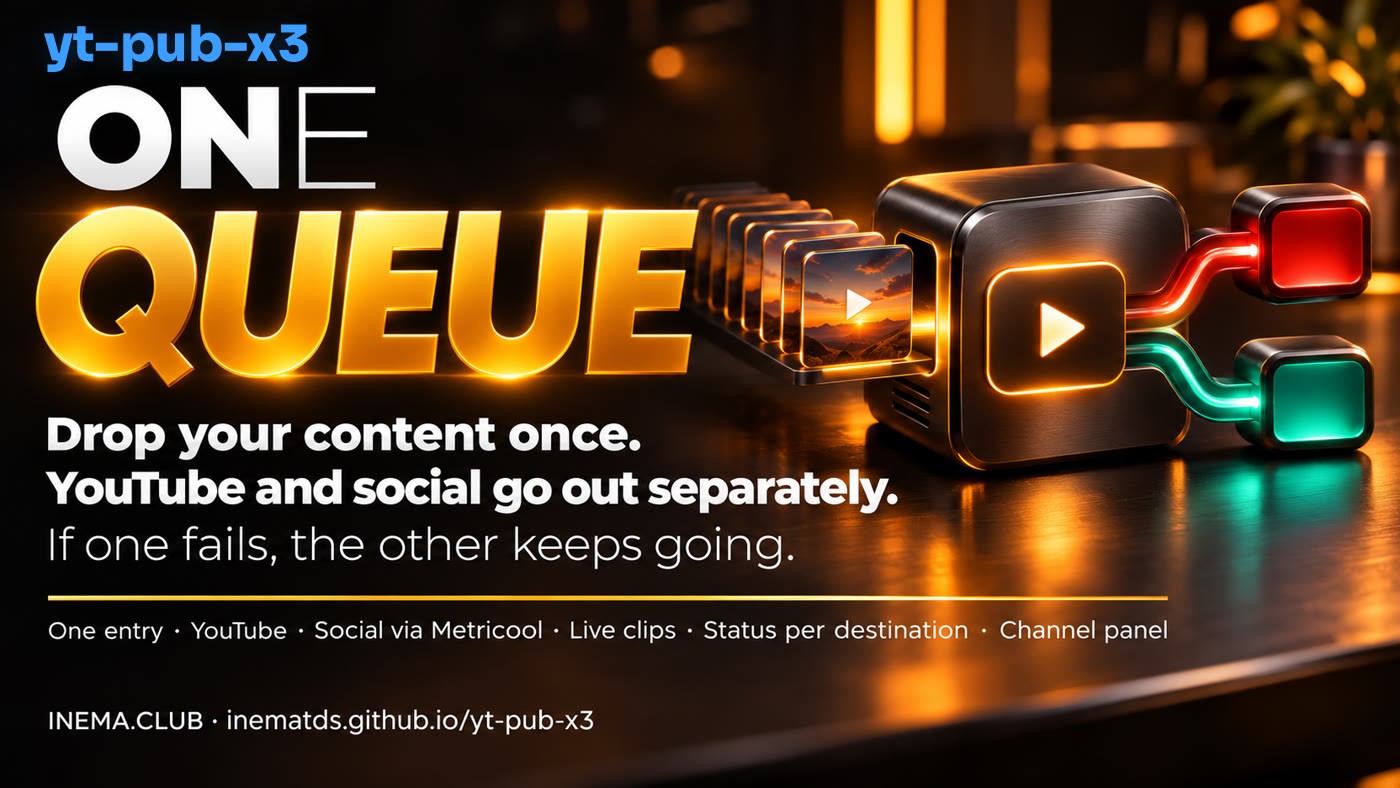 yt-pub-x3
ONE
QUEUE
Drop your content once.
YouTube and social go out separately.
If one fails, the other keeps going.
One entry · YouTube · Social via Metricool · Live clips · Status per destination · Channel panel
INEMA.CLUB · inematds.github.io/yt-pub-x3